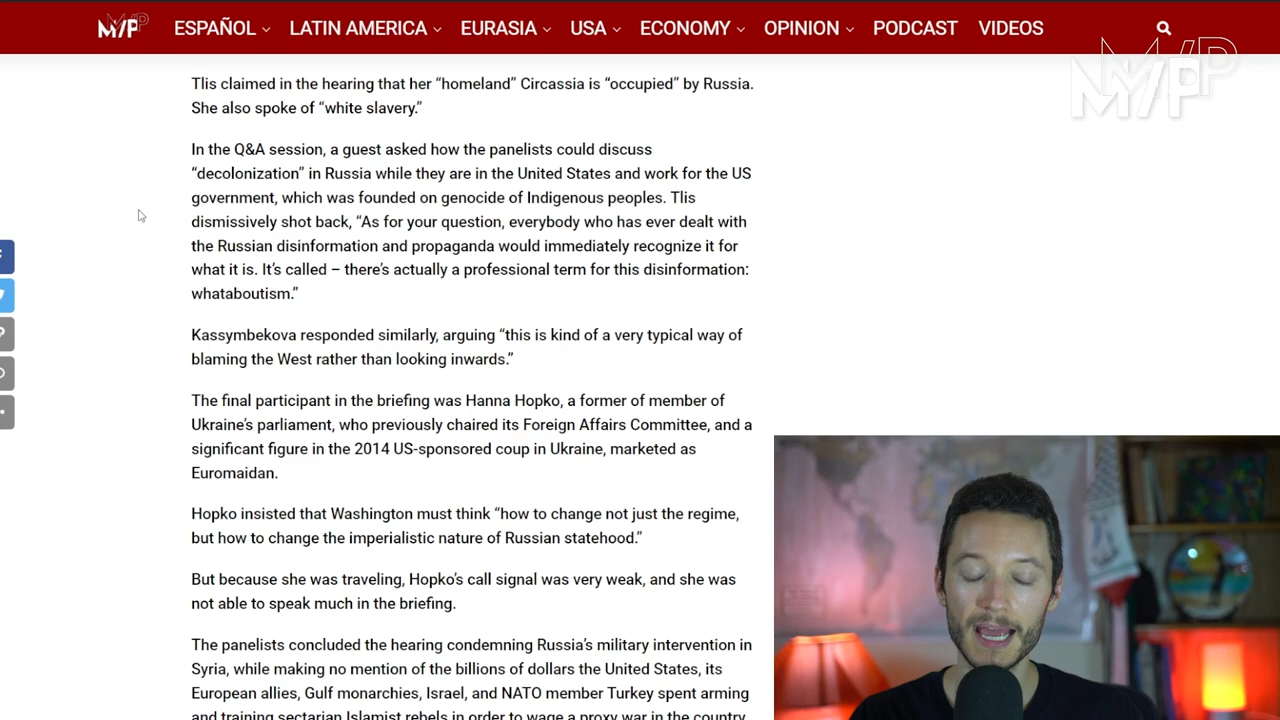 M/P ESPAÑOL LATIN AMERICA EURASIA USA ECONOMY OPINION PODCAST VIDEOS
M/P
Tlis claimed in the hearing that her “homeland” Circassia is “occupied” by Russia.
She also spoke of “white slavery.”
In the Q&A session, a guest asked how the panelists could discuss
“decolonization” in Russia while they are in the United States and work for the US
government, which was founded on genocide of Indigenous peoples. Tlis
dismissively shot back, “As for your question, everybody who has ever dealt with
the Russian disinformation and propaganda would immediately recognize it for
what it is. It’s called – there’s actually a professional term for this disinformation:
whataboutism.”
Kassymbekova responded similarly, arguing “this is kind of a very typical way of
blaming the West rather than looking inwards.”
The final participant in the briefing was Hanna Hopko, a former of member of
Ukraine’s parliament, who previously chaired its Foreign Affairs Committee, and a
significant figure in the 2014 US-sponsored coup in Ukraine, marketed as
Euromaidan.
Hopko insisted that Washington must think “how to change not just the regime,
but how to change the imperialistic nature of Russian statehood.”
But because she was traveling, Hopko’s call signal was very weak, and she was
not able to speak much in the briefing.
The panelists concluded the hearing condemning Russia’s military intervention in
Syria, while making no mention of the billions of dollars the United States, its
European allies, Gulf monarchies, Israel, and NATO member Turkey spent arming
and training sectarian Islamist rebels in order to wage a proxy war in the country